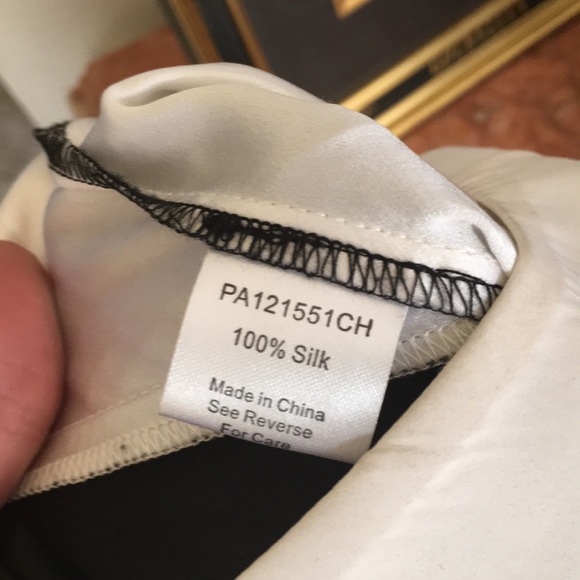 PA121551CH
100% Silk
Made in China
See Reverse
For Care